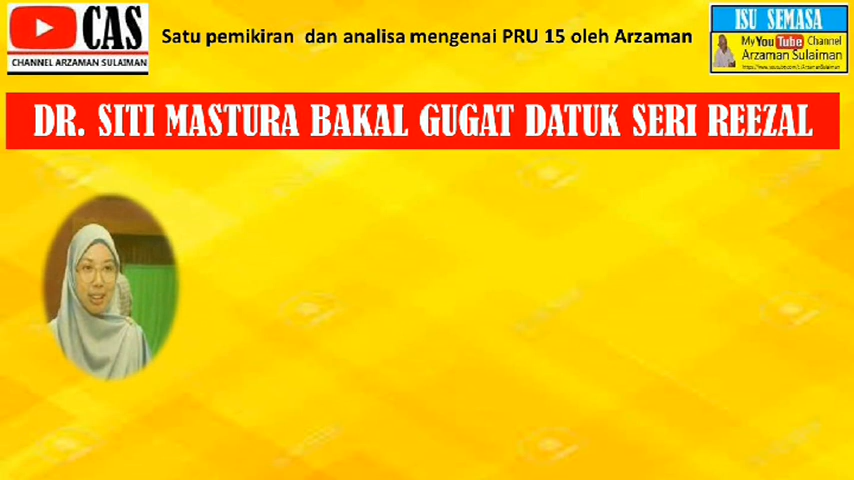 CAS
CHANNEL ARZAMAN SULAIMAN
Satu pemikiran dan analisa mengenai PRU 15 oleh Arzaman
ISU SEMASA
My YouTube Channel
Arzaman Sulaiman
DR. SITI MASTURA BAKAL GUGAT DATUK SERI REEZAL